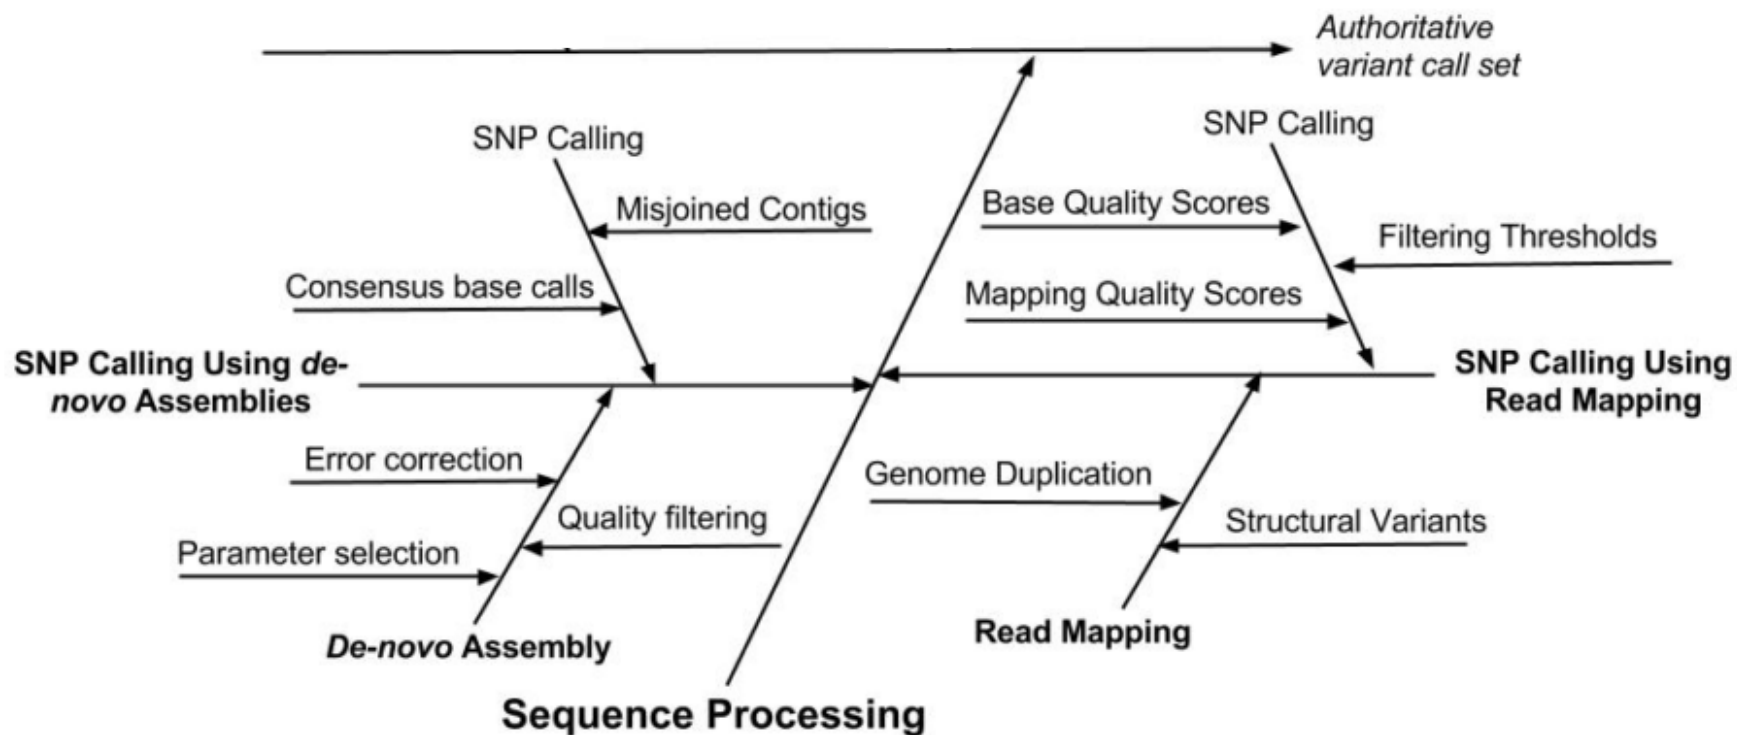 Authoritative
variant call set
SNP Calling
SNP Calling
Misjoined Contigs
Base Quality Scores
Filtering Thresholds
Consensus base calls
Mapping Quality Scores
SNP Calling Using de-
novo Assemblies
SNP Calling Using
Read Mapping
Error correction
Genome Duplication
Quality filtering
Structural Variants
Parameter selection
De-novo Assembly
Read Mapping
Sequence Processing